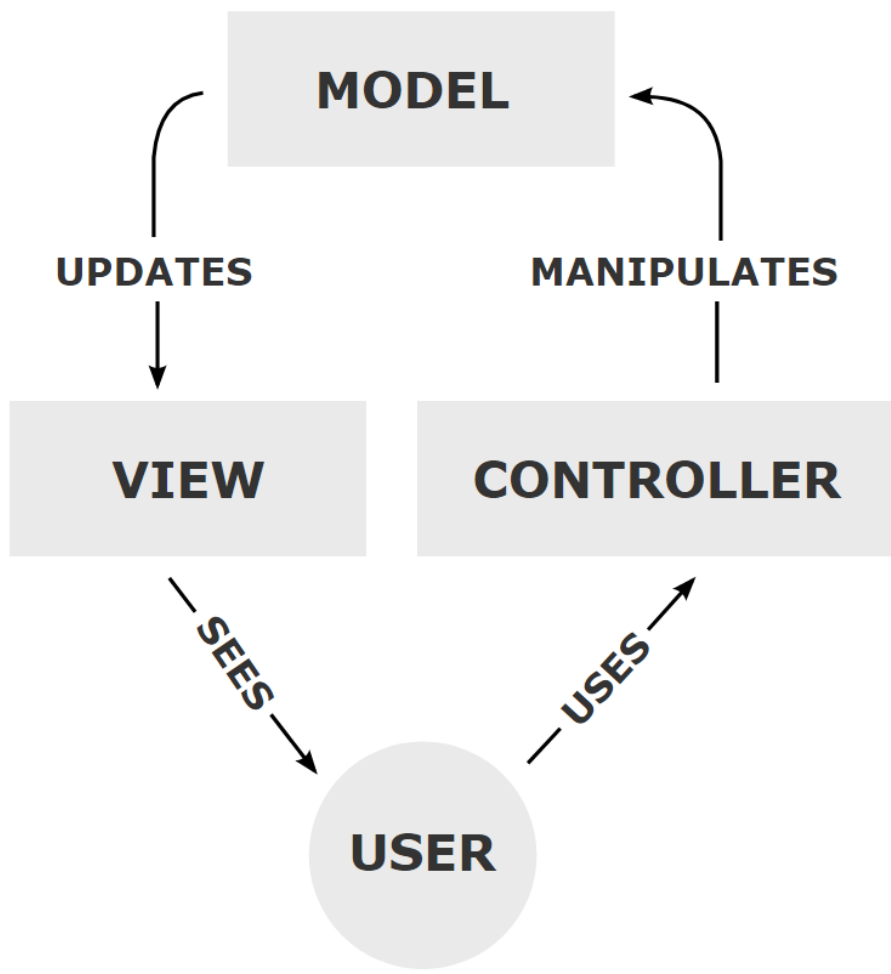 MODEL
UPDATES
MANIPULATES
VIEW
CONTROLLER
SEES
USES
USER